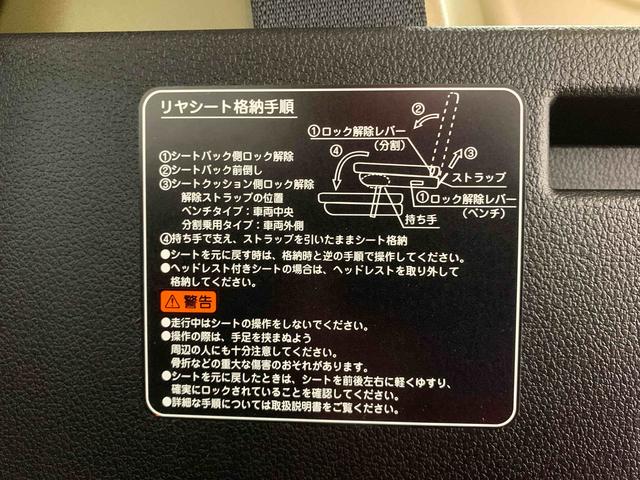 リヤシート格納手順
①シートバック側ロック解除
②シートバック前倒し
③シートクッション側ロック解除
解除ストラップの位置
ベンチタイプ：車両中央
分割乗用タイプ：車両外側
④持ち手で支え、ストラップを引いたままシート格納
②
①ロック解除レバー
（分割）
④
③
ストラップ
①ロック解除レバー
（ベンチ）
持ち手
●シートを元に戻す時は、格納時と逆の手順で操作してください。
●ヘッドレスト付きシートの場合は、ヘッドレストを取り外して
格納してください。
⚠警告
●走行中はシートの操作をしないでください。
●操作の際は、手足を挟まぬよう
周辺の人にも十分注意してください。
骨折などの重大な傷害のおそれがあります。
●シートを元に戻したときは、シートを前後左右に軽くゆすり、
確実にロックされていることを確認してください。
●詳細な手順については取扱説明書をご覧ください。